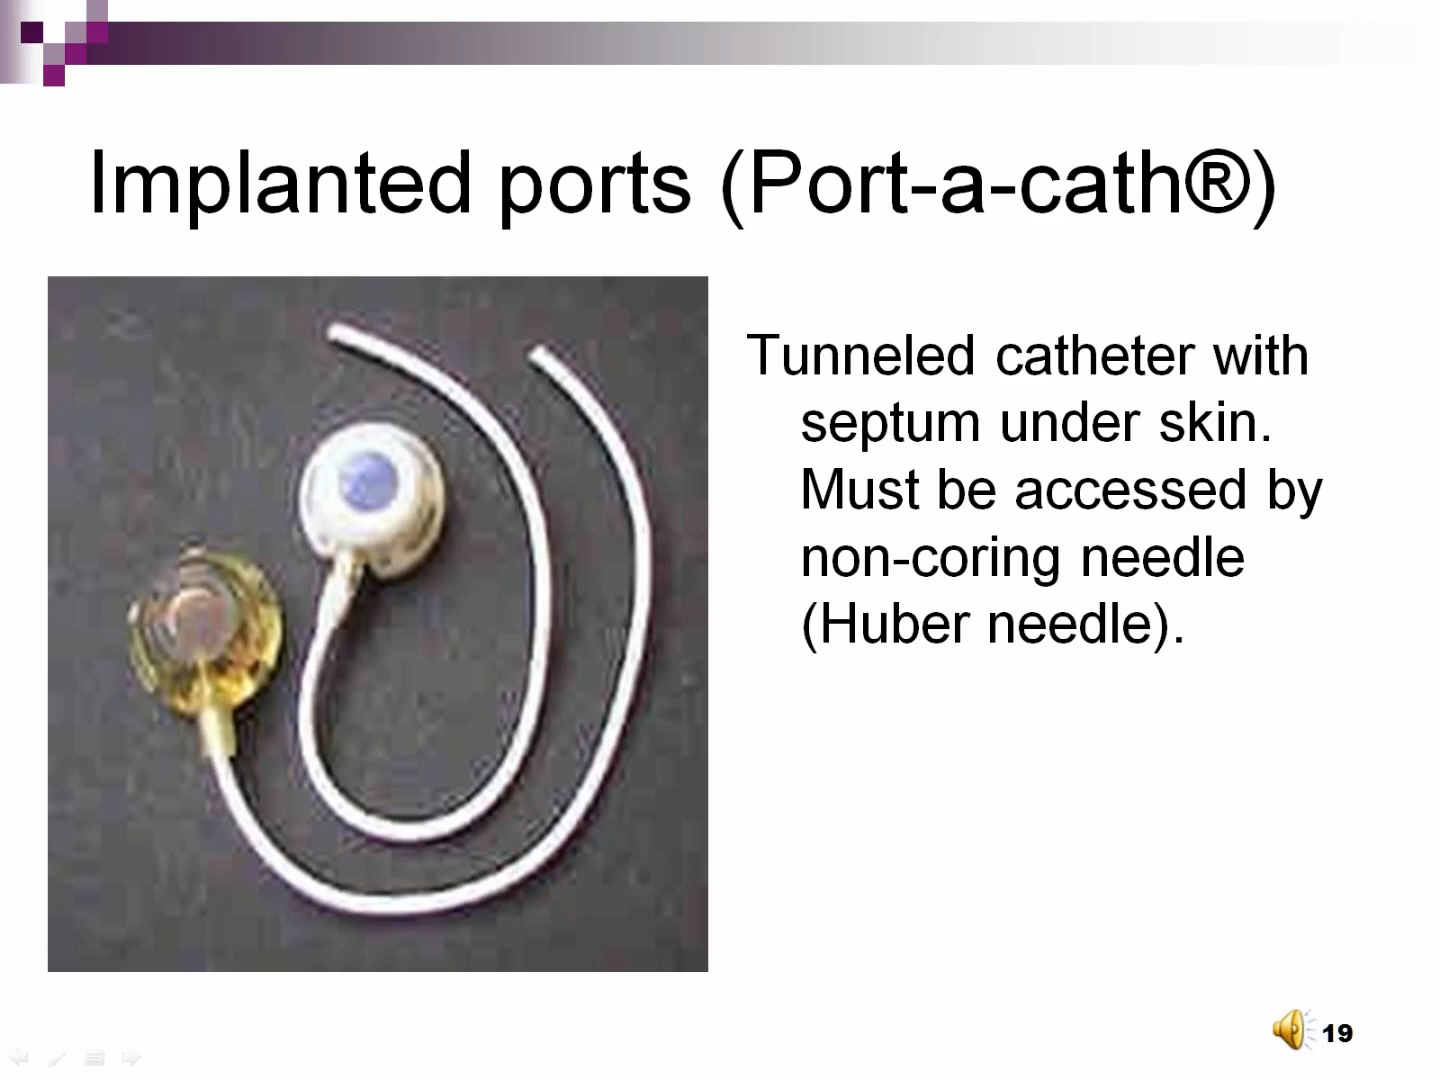 Implanted ports (Port-a-cath®)
Tunneled catheter with
septum under skin.
Must be accessed by
non-coring needle
(Huber needle).
19